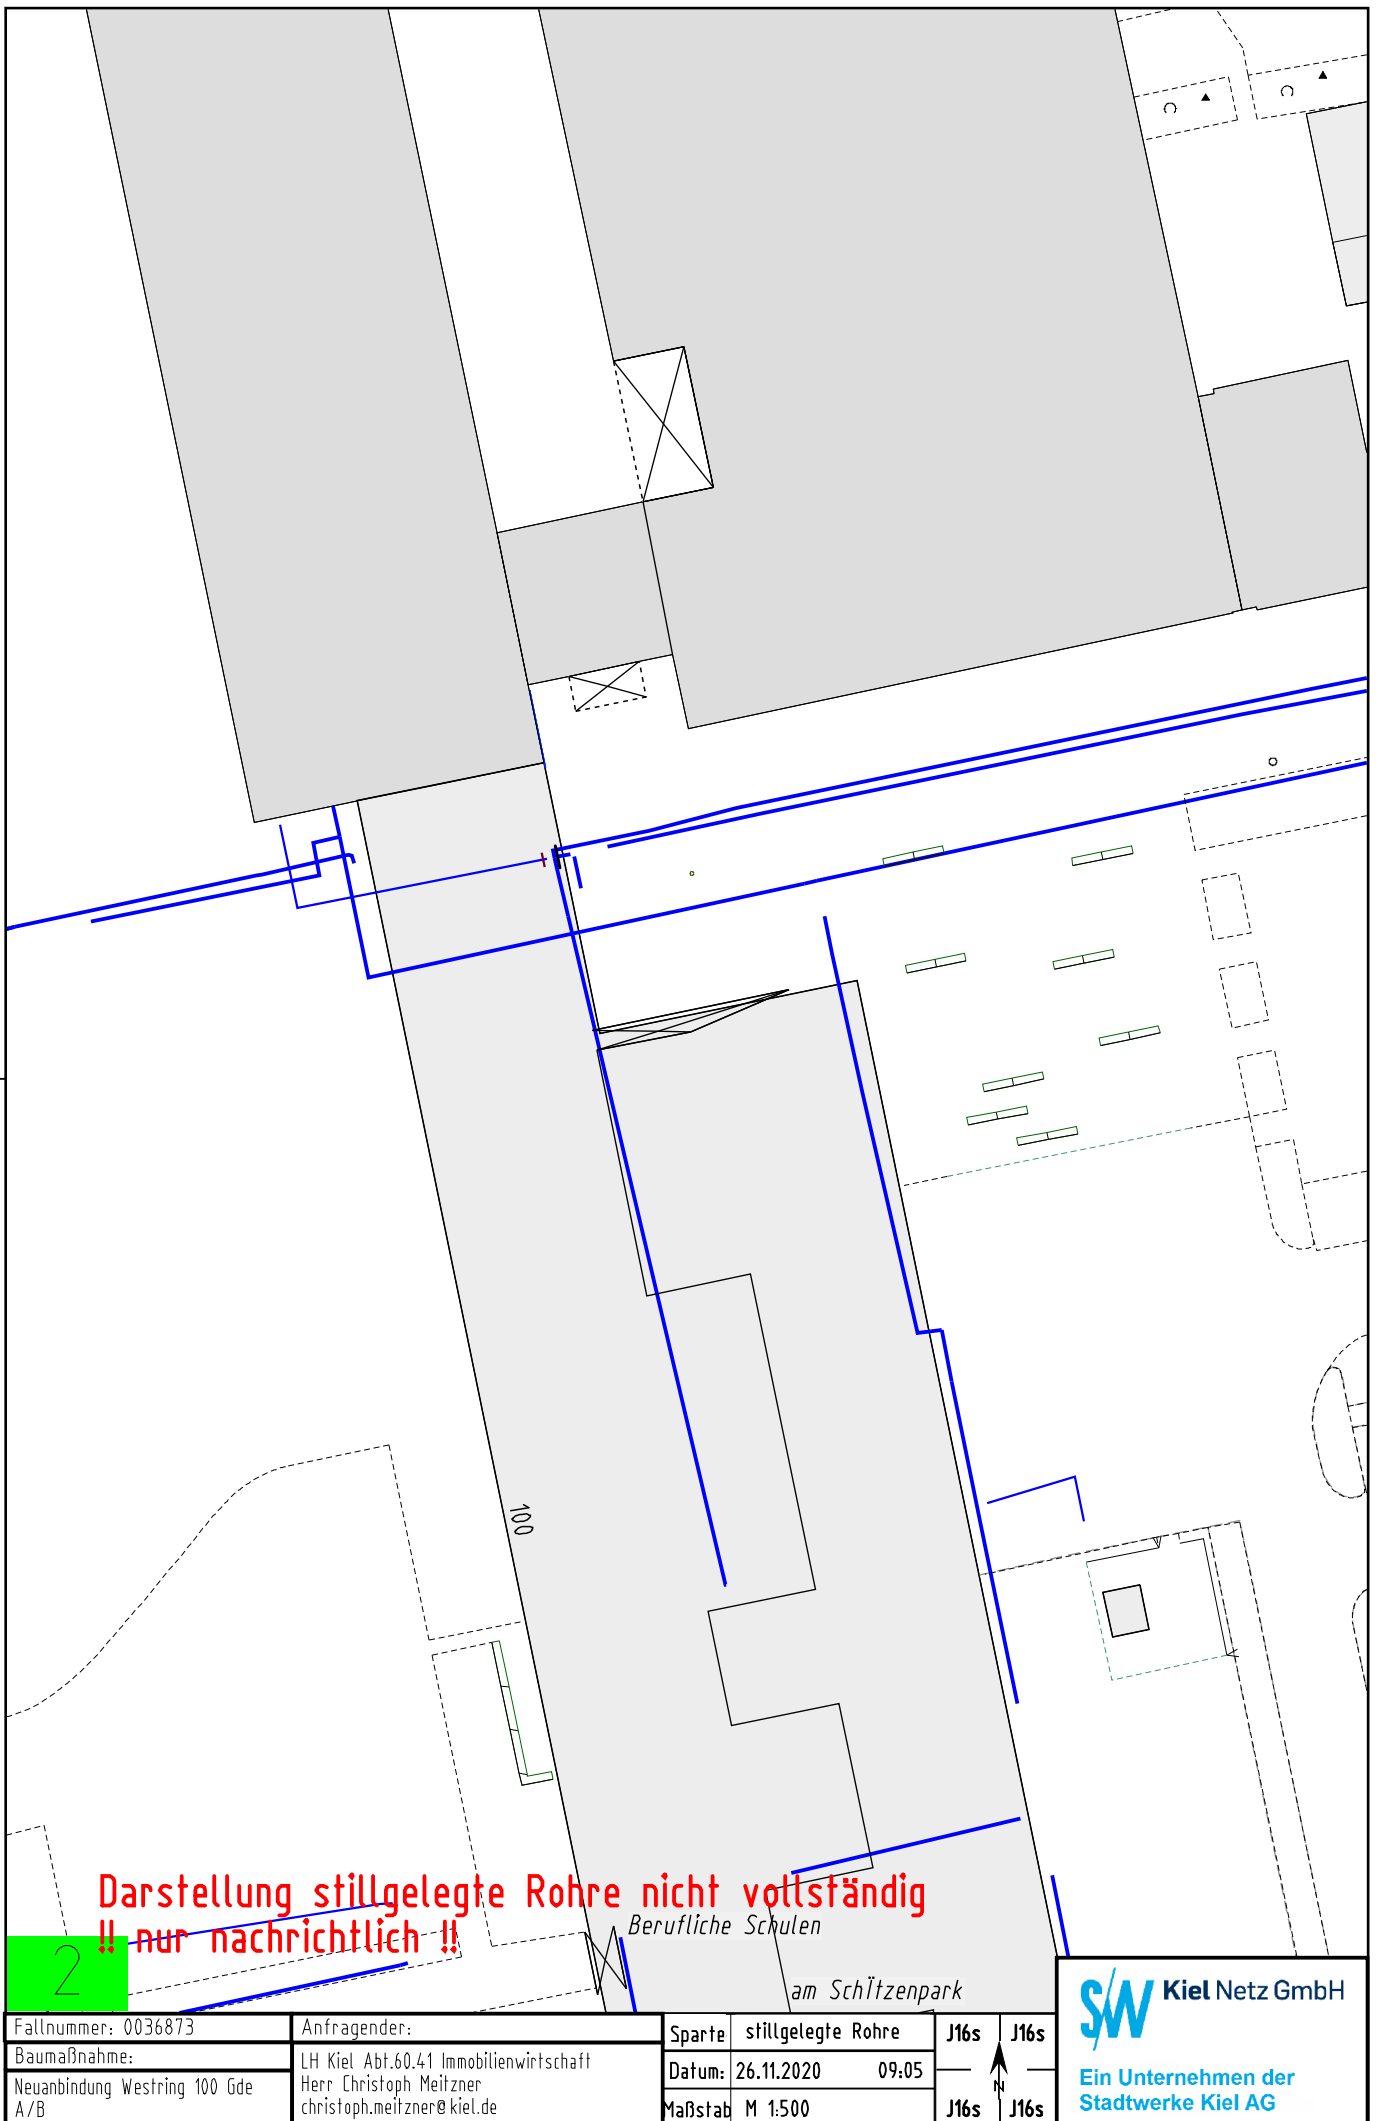 100
Darstellung stillgelegte Rohre nicht vollständig
!! nur nachrichtlich !!
Berufliche Schulen
2
am SchÏtzenpark
Fallnummer: 0036873
Baumaßnahme:
Neuanbindung Westring 100 Gde
A/B
Anfragender:
LH Kiel Abt.60.41 Immobilienwirtschaft
Herr Christoph Meitzner
christoph.meitzner@kiel.de
Sparte stillgelegte Rohre
Datum: 26.11.2020 09:05
Maßstab M 1:500
J16s J16s
N
J16s J16s
SW Kiel Netz GmbH
Ein Unternehmen der
Stadtwerke Kiel AG